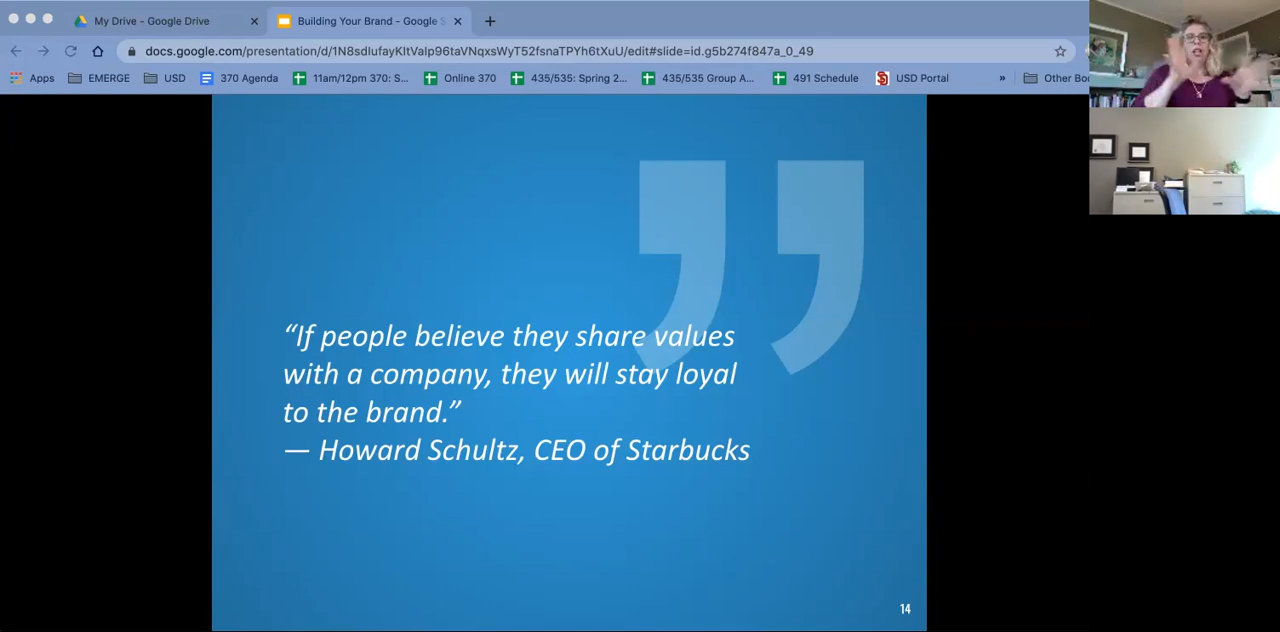 My Drive - Google Drive
Building Your Brand - Google S
docs.google.com/presentation/d/1N8sdIufayKItValp96taVNqxsWyT52fsnaTPYh6tXuU/edit#slide=id.g5b274f847a_0_49
Apps EMERGE USD 370 Agenda 11am/12pm 370: S... Online 370 435/535: Spring 2... 435/535 Group A... 491 Schedule USD Portal » Other Boo
”
“If people believe they share values
with a company, they will stay loyal
to the brand.”
— Howard Schultz, CEO of Starbucks
14